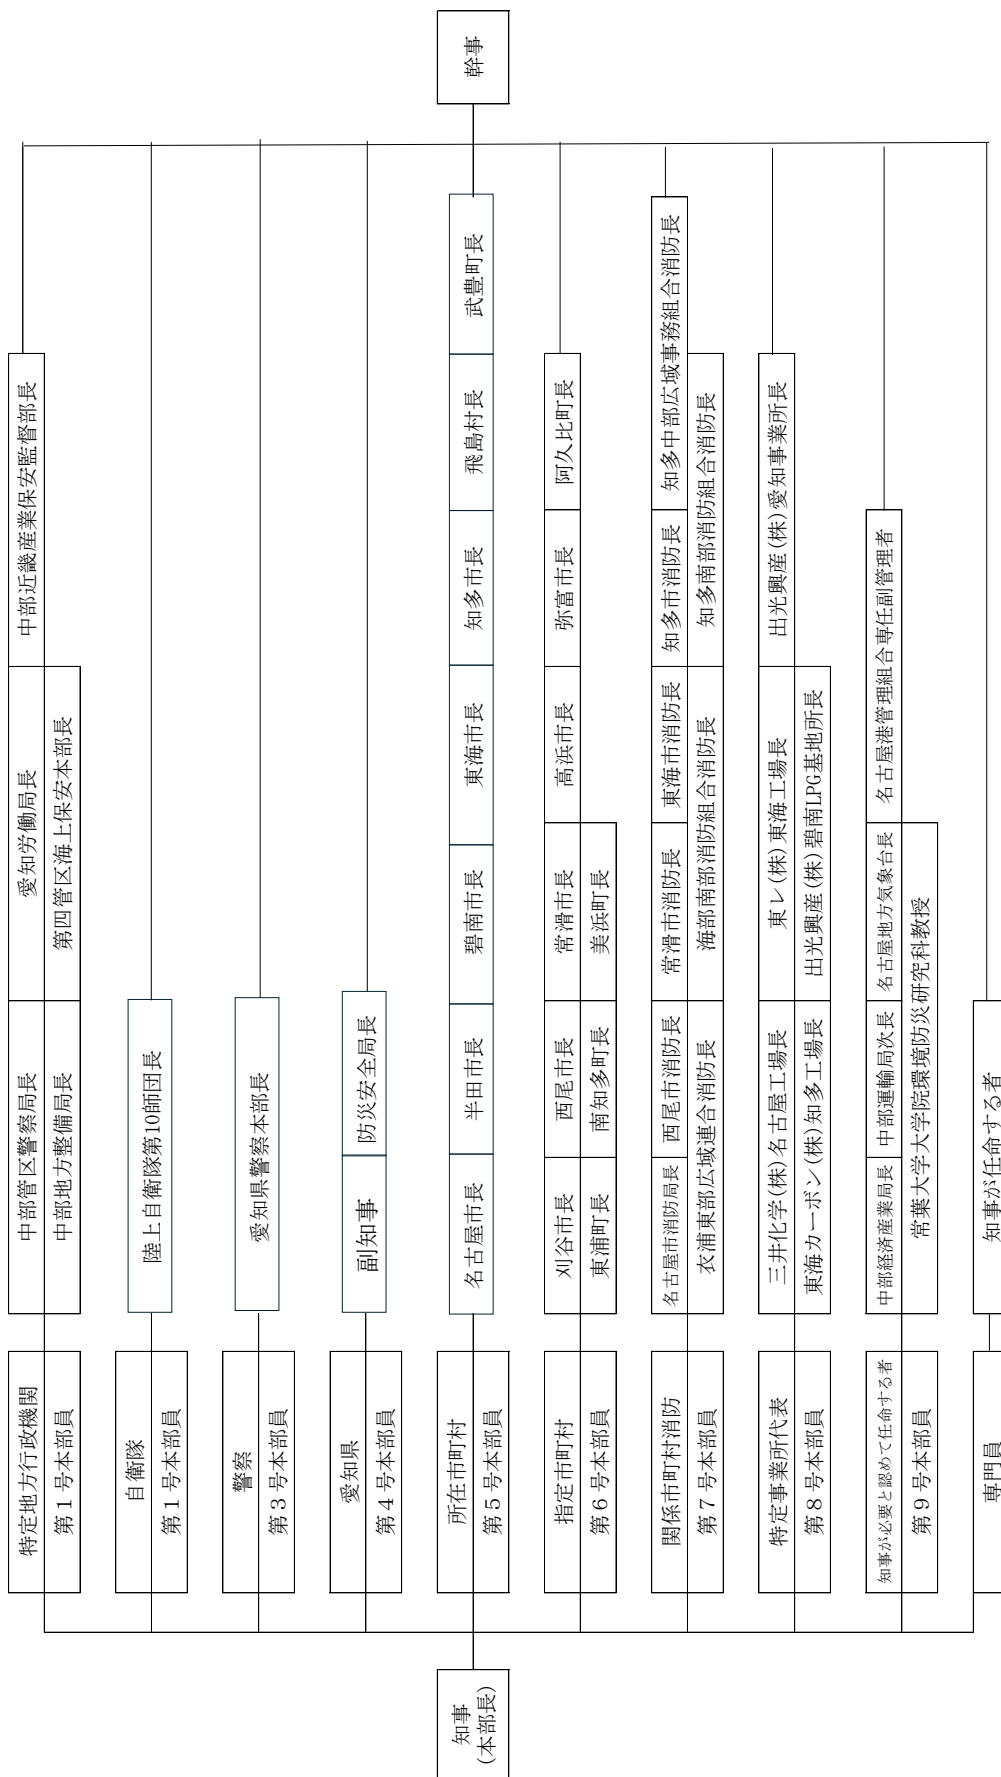 知事
(本部長)
特定地方行政機関
第１号本部員
中部管区警察局長
愛知労働局長
中部近畿産業保安監督部長
中部地方整備局長
第四管区海上保安本部長
自衛隊
第１号本部員
陸上自衛隊第10師団長
警察
第３号本部員
愛知県警察本部長
愛知県
第４号本部員
副知事
防災安全局長
所在市町村
第５号本部員
名古屋市長
半田市長
碧南市長
東海市長
知多市長
飛島村長
武豊町長
指定市町村
第６号本部員
刈谷市長
西尾市長
常滑市長
高浜市長
弥富市長
阿久比町長
東浦町長
南知多町長
美浜町長
関係市町村消防
第７号本部員
名古屋市消防局長
西尾市消防長
常滑市消防長
東海市消防長
知多市消防長
知多中部広域事務組合消防長
衣浦東部広域連合消防長
海部南部消防組合消防長
知多南部消防組合消防長
特定事業所代表
第８号本部員
三井化学(株)名古屋工場長
東レ(株)東海工場長
出光興産(株)愛知事業所長
東海カーボン(株)知多工場長
出光興産(株)碧南LPG基地所長
知事が必要と認めて任命する者
第９号本部員
中部経済産業局長
中部運輸局次長
名古屋地方気象台長
名古屋港管理組合専任副管理者
常葉大学大学院環境防災研究科教授
専門員
知事が任命する者
幹事